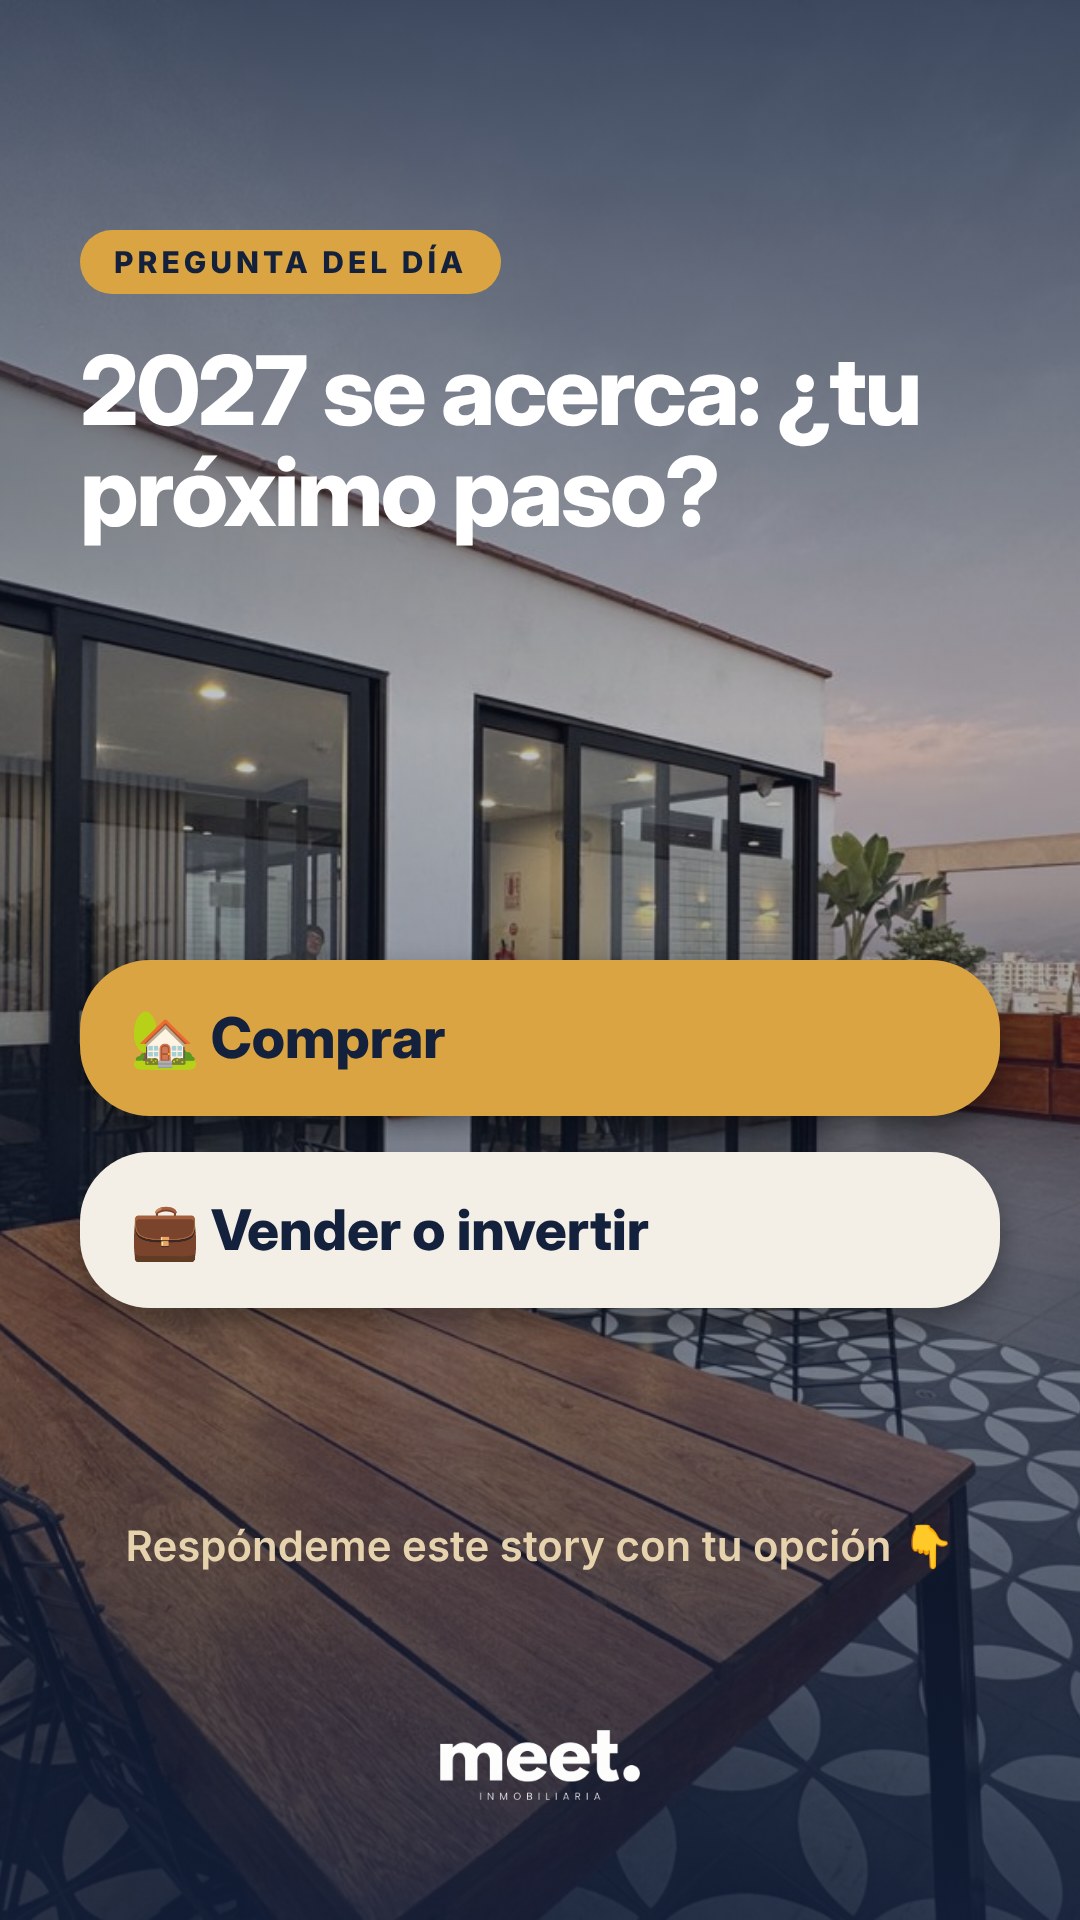 PREGUNTA DEL DÍA
2027 se acerca: ¿tu
próximo paso?
🏡 Comprar
💼 Vender o invertir
Respóndeme este story con tu opción 👇
meet.
INMOBILIARIA